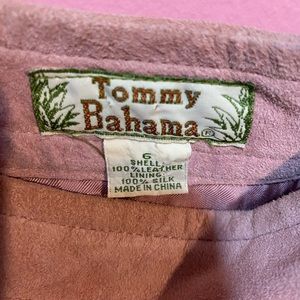 Tommy
Bahama®
6
SHELL:
100% LEATHER
LINING:
100% SILK
MADE IN CHINA